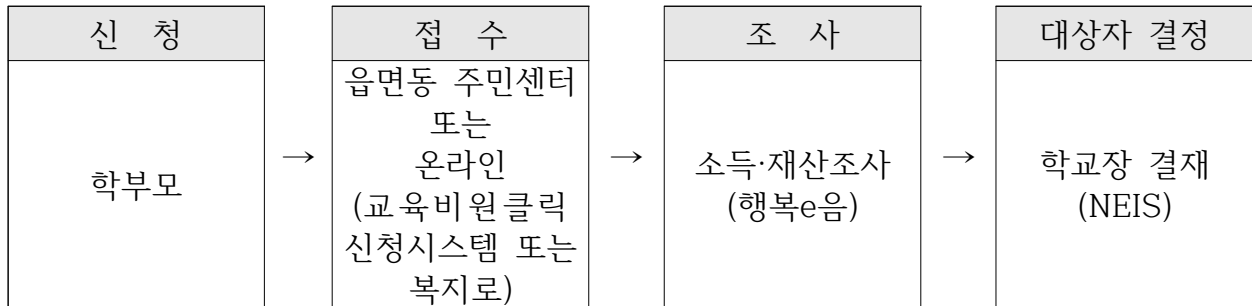 신 청
학부모
→
접 수
읍면동 주민센터
또는
온라인
(교육비원클릭
신청시스템 또는
복지로)
→
조 사
소득·재산조사
(행복e음)
→
대상자 결정
학교장 결재
(NEIS)